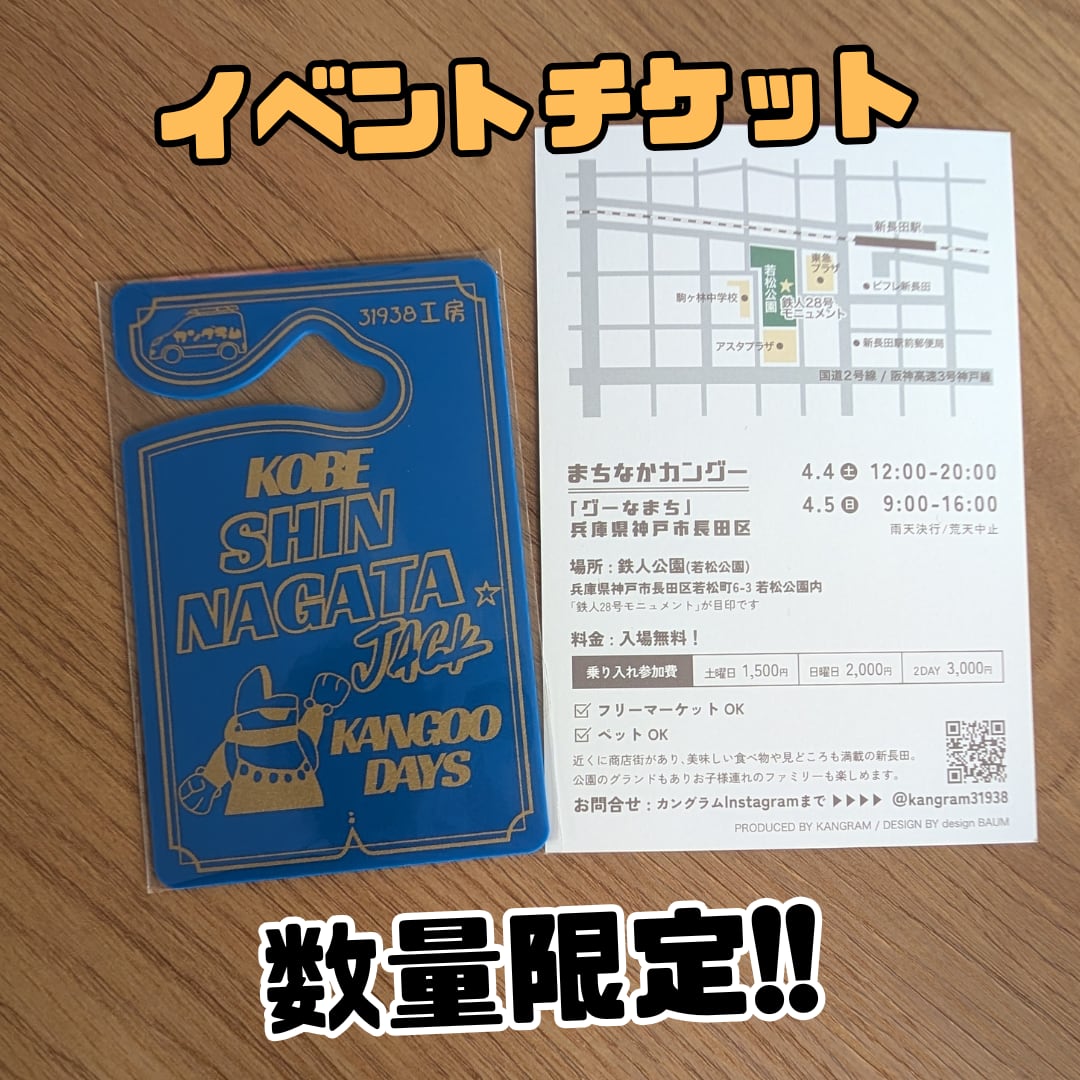 イベントチケット
カングラム
31938工房
KOBE
SHIN
NAGATA
JACK
KANGOO
DAYS
新長田駅
若松公園
東急
プラザ
ピフレ新長田
駒ヶ林中学校
鉄人28号
モニュメント
アスタプラザ
新長田駅前郵便局
国道2号線 / 阪神高速3号神戸線
まちなかカングー 4.4 土 12:00-20:00
「グーなまち」 4.5 日 9:00-16:00
兵庫県神戸市長田区 雨天決行/荒天中止
場所 : 鉄人公園(若松公園)
兵庫県神戸市長田区若松町6-3 若松公園内
「鉄人28号モニュメント」が目印です
料金 : 入場無料!
乗り入れ参加費 土曜日 1,500円 日曜日 2,000円 2DAY 3,000円
フリーマーケット OK
ペット OK
近くに商店街があり、美味しい食べ物や見どころも満載の新長田。
公園のグランドもありお子様連れのファミリーも楽しめます。
お問合せ : カングラムInstagramまで ▶▶▶▶ @kangram31938
PRODUCED BY KANGRAM / DESIGN BY design BAUM
数量限定!!